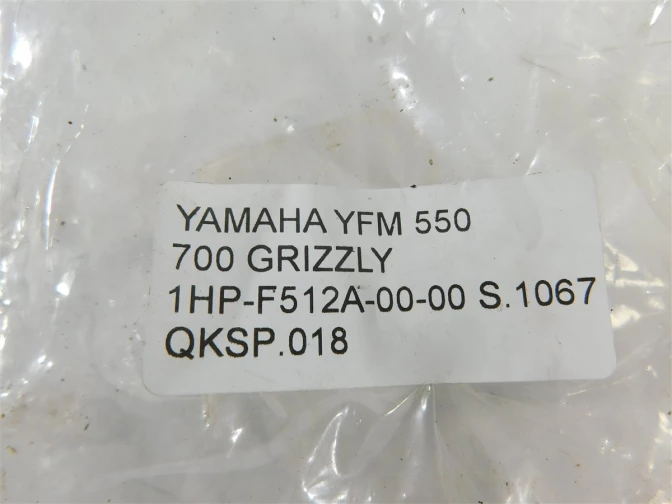 YAMAHA YFM 550
700 GRIZZLY
1HP-F512A-00-00 S.1067
QKSP.018